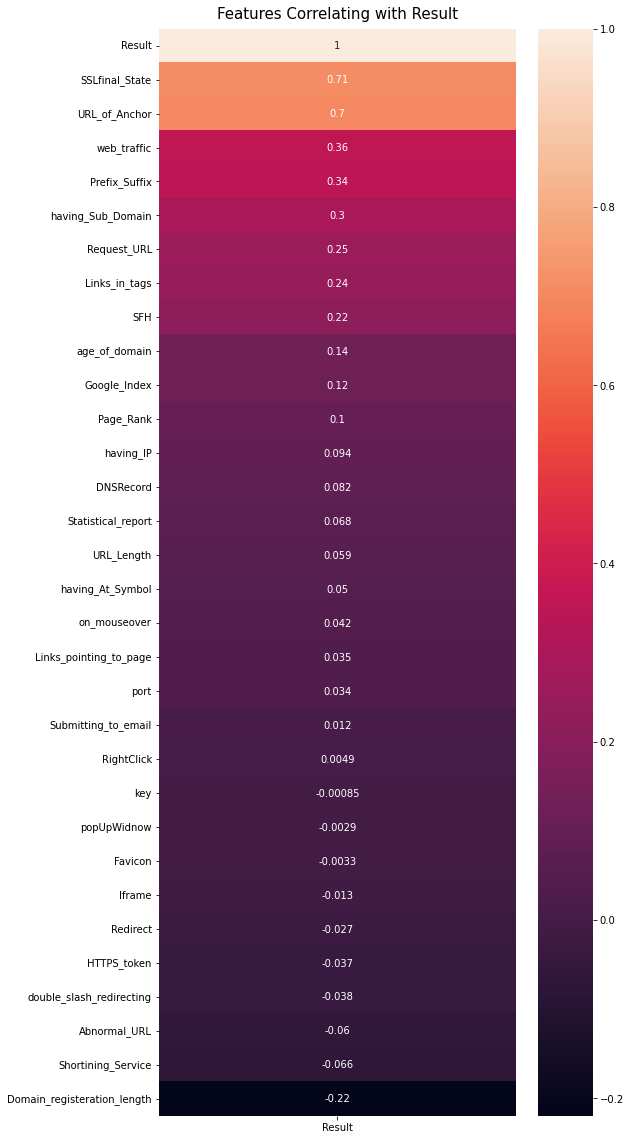 Features Correlating with Result
Result 1
SSLfinal_State 0.71
URL_of_Anchor 0.7
web_traffic 0.36
Prefix_Suffix 0.34
having_Sub_Domain 0.3
Request_URL 0.25
Links_in_tags 0.24
SFH 0.22
age_of_domain 0.14
Google_Index 0.12
Page_Rank 0.1
having_IP 0.094
DNSRecord 0.082
Statistical_report 0.068
URL_Length 0.059
having_At_Symbol 0.05
on_mouseover 0.042
Links_pointing_to_page 0.035
port 0.034
Submitting_to_email 0.012
RightClick 0.0049
key -0.00085
popUpWidnow -0.0029
Favicon -0.0033
Iframe -0.013
Redirect -0.027
HTTPS_token -0.037
double_slash_redirecting -0.038
Abnormal_URL -0.06
Shortining_Service -0.066
Domain_registeration_length -0.22
Result
1.0
0.8
0.6
0.4
0.2
0.0
−0.2